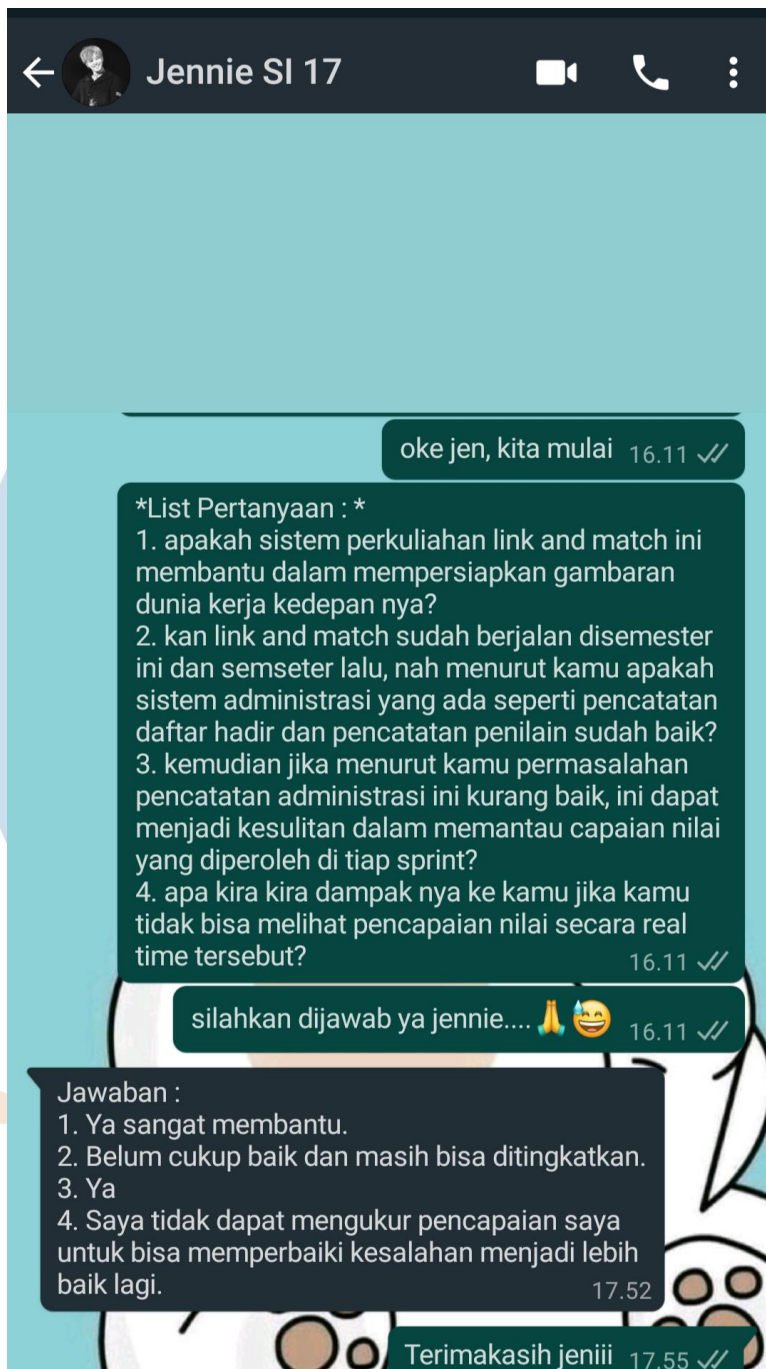 Jennie SI 17
oke jen, kita mulai 16.11
*List Pertanyaan : *
1. apakah sistem perkuliahan link and match ini
membantu dalam mempersiapkan gambaran
dunia kerja kedepan nya?
2. kan link and match sudah berjalan disemester
ini dan semseter lalu, nah menurut kamu apakah
sistem administrasi yang ada seperti pencatatan
daftar hadir dan pencatatan penilain sudah baik?
3. kemudian jika menurut kamu permasalahan
pencatatan administrasi ini kurang baik, ini dapat
menjadi kesulitan dalam memantau capaian nilai
yang diperoleh di tiap sprint?
4. apa kira kira dampak nya ke kamu jika kamu
tidak bisa melihat pencapaian nilai secara real
time tersebut? 16.11
silahkan dijawab ya jennie.... 🙏😅 16.11
Jawaban :
1. Ya sangat membantu.
2. Belum cukup baik dan masih bisa ditingkatkan.
3. Ya
4. Saya tidak dapat mengukur pencapaian saya
untuk bisa memperbaiki kesalahan menjadi lebih
baik lagi. 17.52
Terimakasih jeniii 17.55